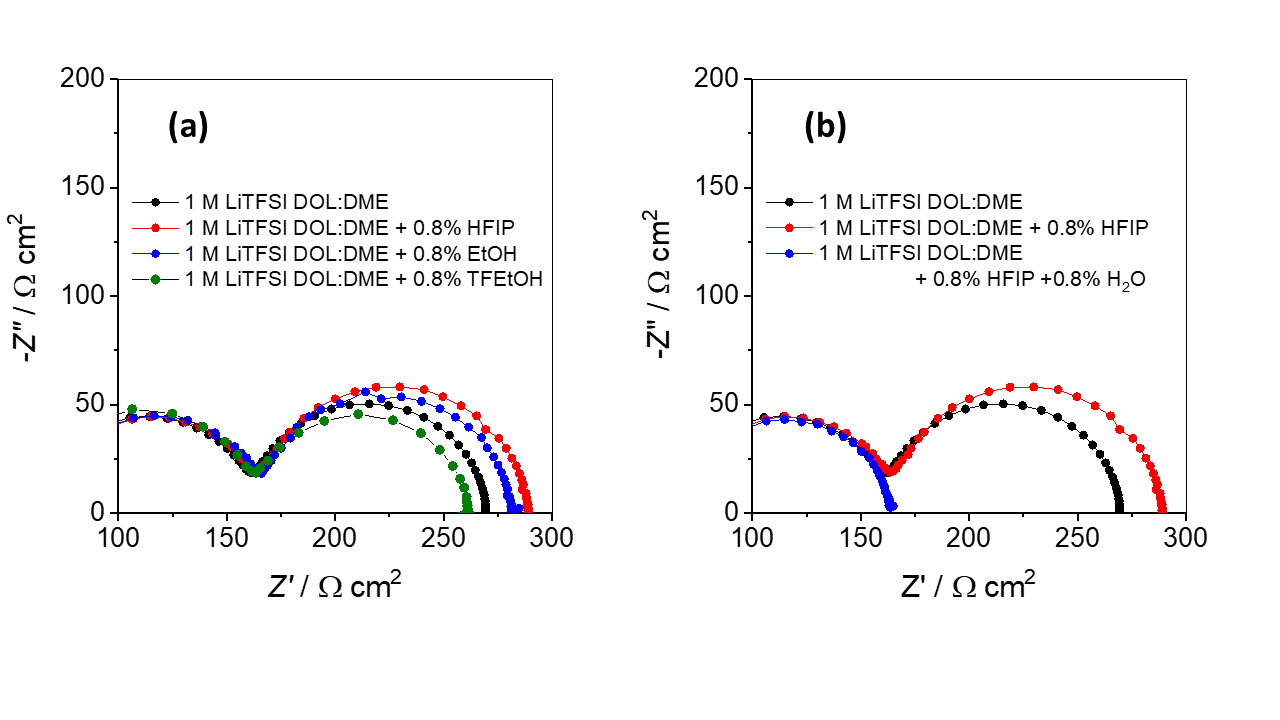 200
(a)
150
1 M LiTFSI DOL:DME
1 M LiTFSI DOL:DME + 0.8% HFIP
1 M LiTFSI DOL:DME + 0.8% EtOH
1 M LiTFSI DOL:DME + 0.8% TFEtOH
100
50
0
100 150 200 250 300
-Z" / Ω cm²
Z' / Ω cm²
200
(b)
150
1 M LiTFSI DOL:DME
1 M LiTFSI DOL:DME + 0.8% HFIP
1 M LiTFSI DOL:DME
+ 0.8% HFIP +0.8% H₂O
100
50
0
100 150 200 250 300
-Z" / Ω cm²
Z' / Ω cm²